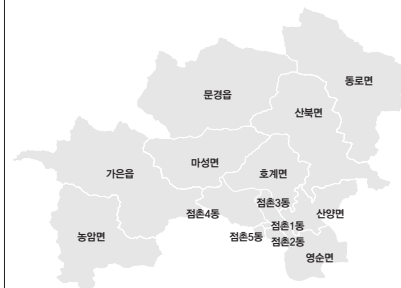 동로면
문경읍
산북면
마성면
가은읍
호계면
점촌3동
점촌4동
산양면
점촌1동
농암면
점촌5동
점촌2동
영순면